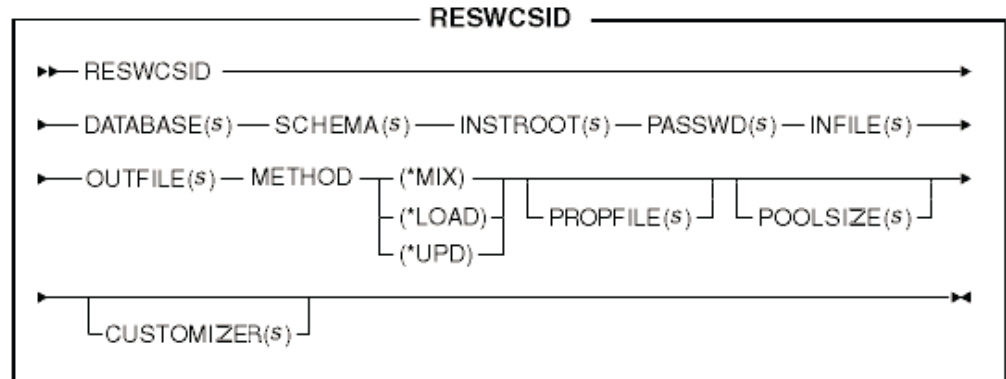 RESWCSID
RESWCSID
DATABASE(s) SCHEMA(s) INSTROOT(s) PASSWD(s) INFILE(s)
OUTFILE(s) METHOD (*MIX)
(*LOAD) PROPFILE(s) POOLSIZE(s)
(*UPD)
CUSTOMIZER(s)